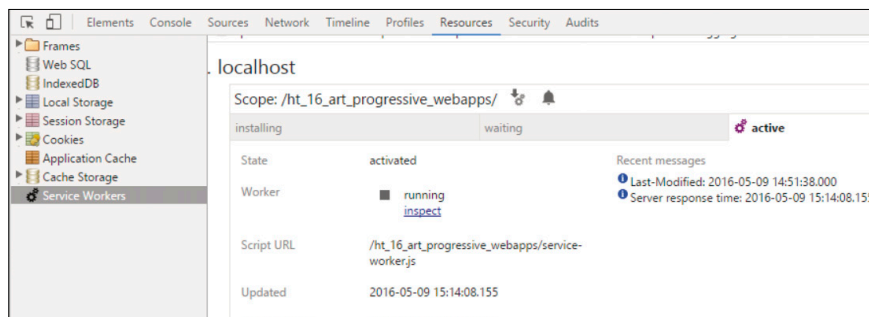 Elements Console Sources Network Timeline Profiles Resources Security Audits
Frames
Web SQL
IndexedDB
Local Storage
Session Storage
Cookies
Application Cache
Cache Storage
Service Workers
localhost
Scope: /ht_16_art_progressive_webapps/
installing waiting active
State activated Recent messages
Last-Modified: 2016-05-09 14:51:38.000
Server response time: 2016-05-09 15:14:08.155
Worker running
inspect
Script URL /ht_16_art_progressive_webapps/service-
worker.js
Updated 2016-05-09 15:14:08.155